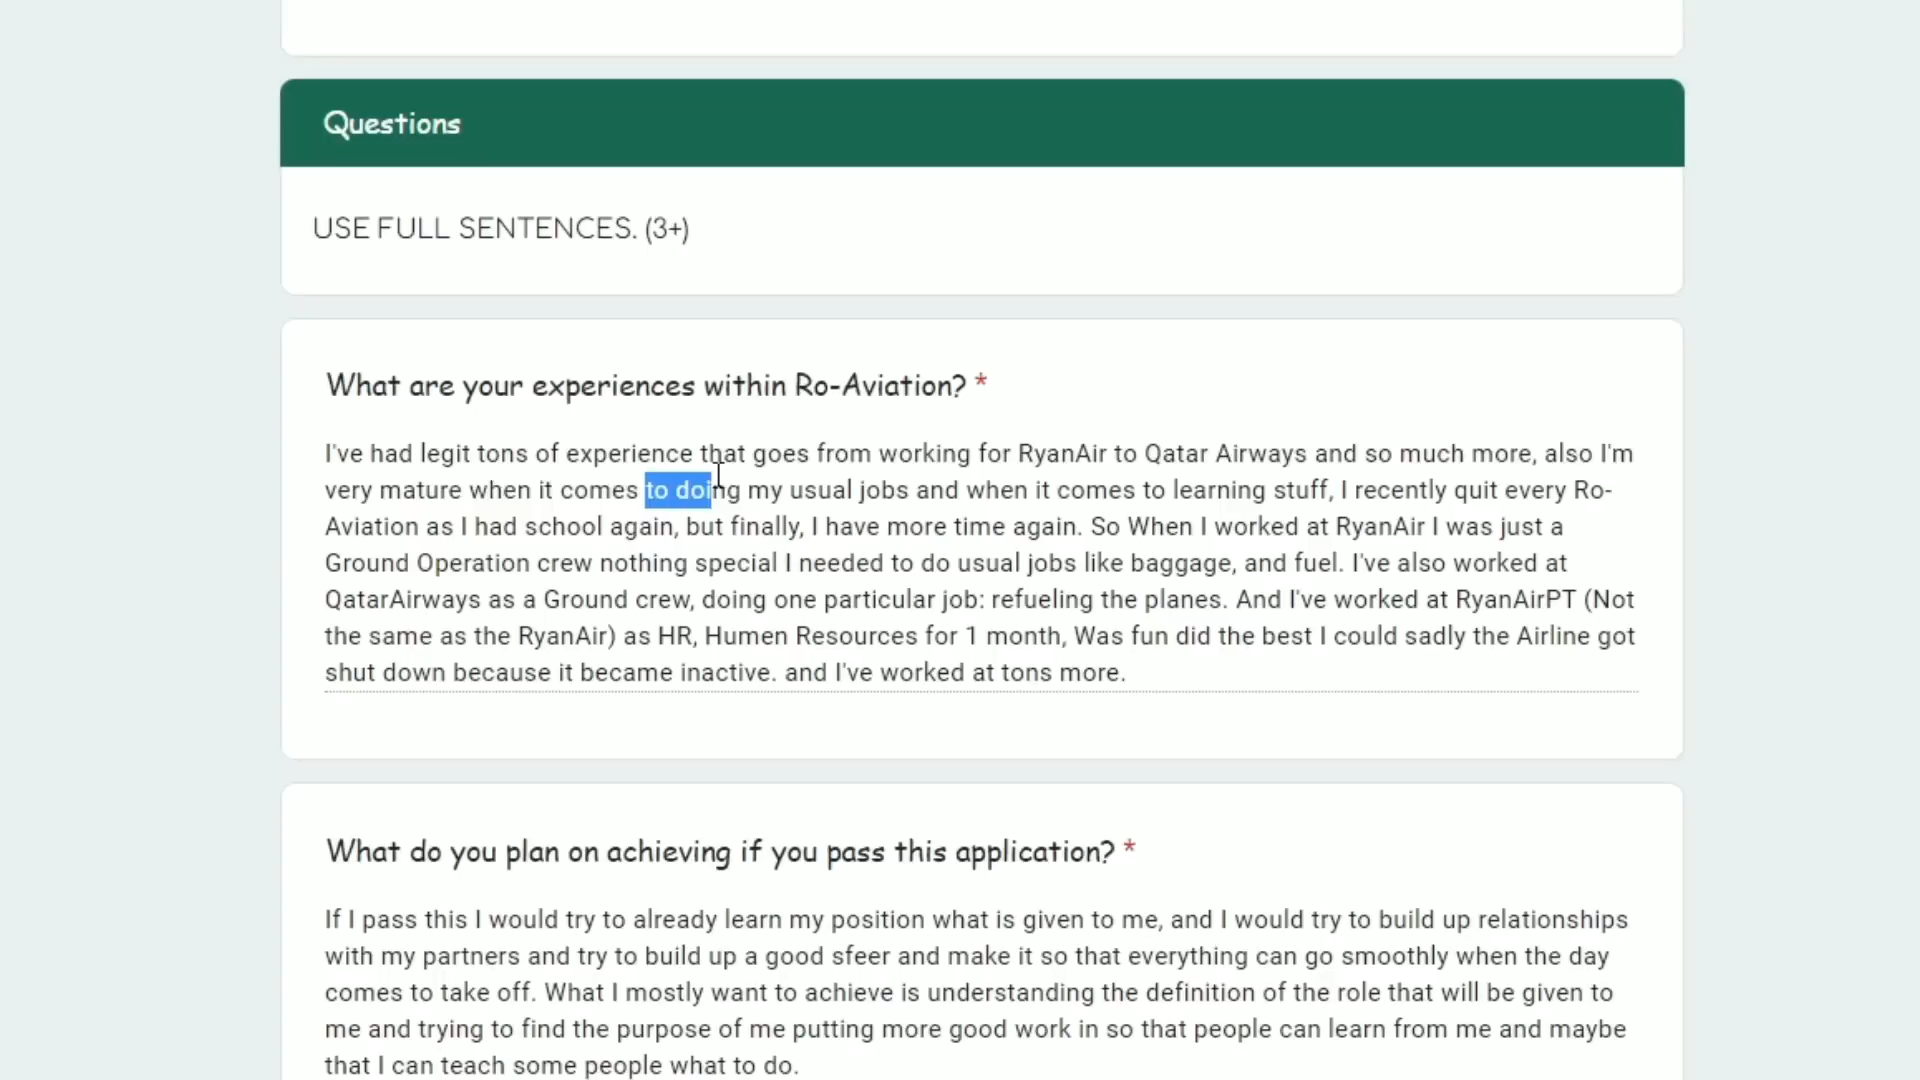 Questions
USE FULL SENTENCES. (3+)
What are your experiences within Ro-Aviation? *
I've had legit tons of experience that goes from working for RyanAir to Qatar Airways and so much more, also I'm
very mature when it comes to doing my usual jobs and when it comes to learning stuff, I recently quit every Ro-
Aviation as I had school again, but finally, I have more time again. So When I worked at RyanAir I was just a
Ground Operation crew nothing special I needed to do usual jobs like baggage, and fuel. I've also worked at
QatarAirways as a Ground crew, doing one particular job: refueling the planes. And I've worked at RyanAirPT (Not
the same as the RyanAir) as HR, Humen Resources for 1 month, Was fun did the best I could sadly the Airline got
shut down because it became inactive. and I've worked at tons more.
What do you plan on achieving if you pass this application? *
If I pass this I would try to already learn my position what is given to me, and I would try to build up relationships
with my partners and try to build up a good sfeer and make it so that everything can go smoothly when the day
comes to take off. What I mostly want to achieve is understanding the definition of the role that will be given to
me and trying to find the purpose of me putting more good work in so that people can learn from me and maybe
that I can teach some people what to do.